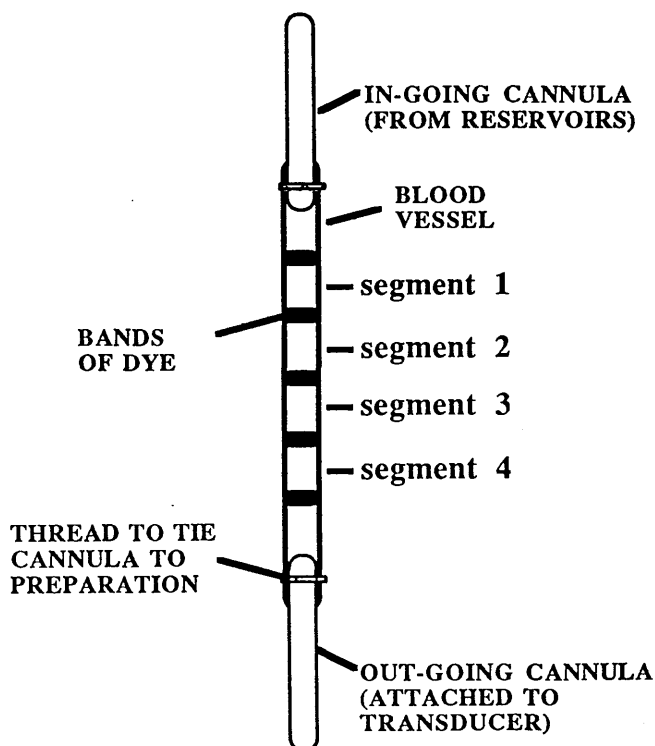 IN-GOING CANNULA
(FROM RESERVOIRS)
BLOOD
VESSEL
segment 1
BANDS
OF DYE
segment 2
segment 3
segment 4
THREAD TO TIE
CANNULA TO
PREPARATION
OUT-GOING CANNULA
(ATTACHED TO
TRANSDUCER)